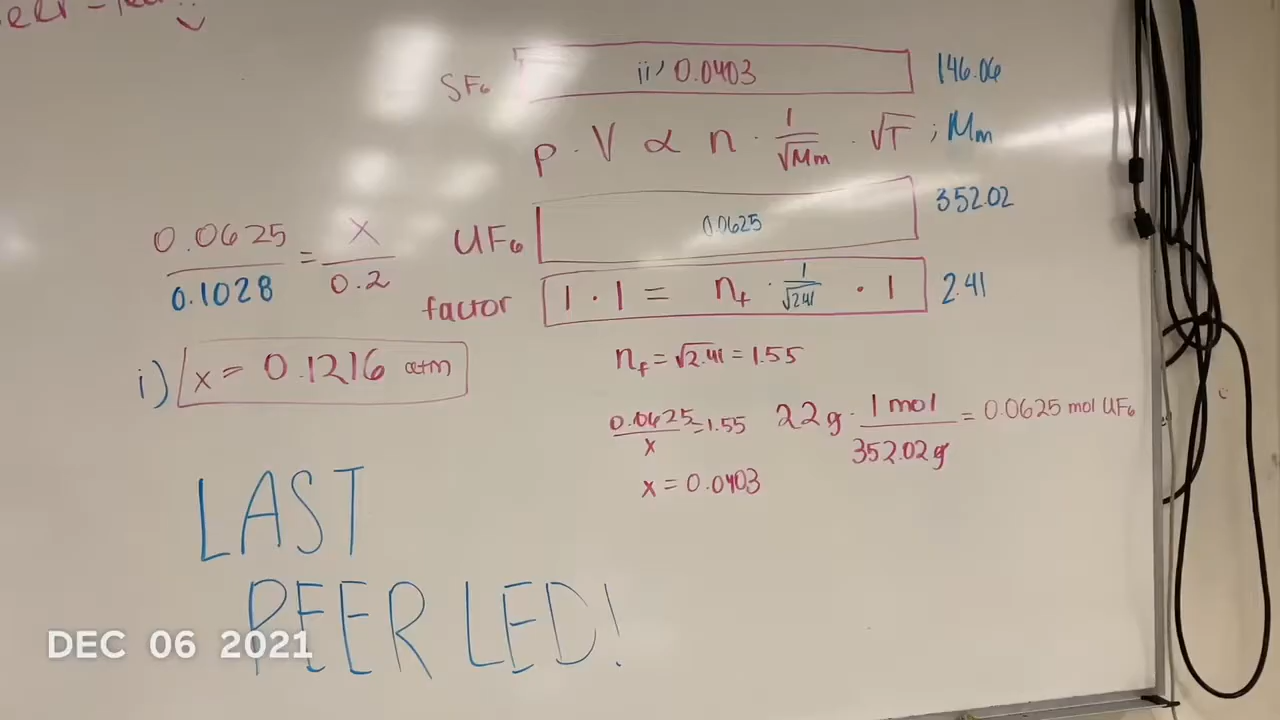 SF₆ ii) 0.0403 146.06
p · V ∝ n · 1/√Mm · √T ; Mm
UF₆ 0.0625 352.02
factor 1 · 1 = nf · 1/√2.41 · 1 2.41
0.0625/0.1028 = x/0.2
i) x = 0.1216 atm
nf = √2.41 = 1.55
0.0625/x = 1.55
x = 0.0403
22g · 1 mol/352.02g = 0.0625 mol UF₆
LAST
PEER LED!
DEC 06 2021